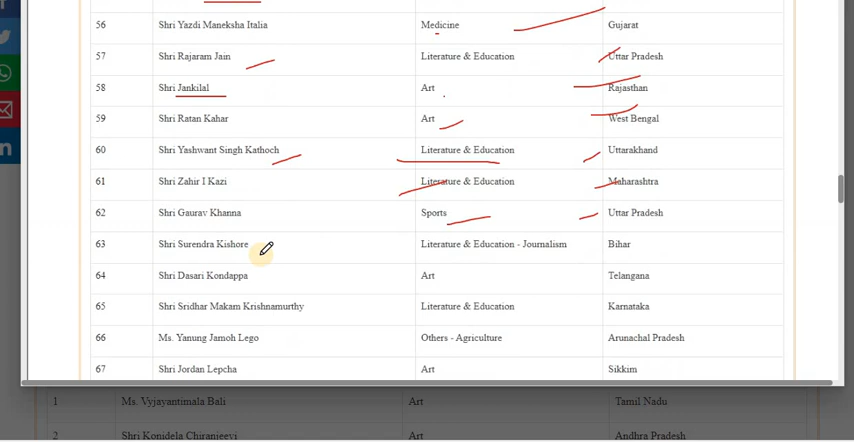 56 Shri Yazdi Maneksha Italia Medicine Gujarat
57 Shri Rajaram Jain Literature & Education Uttar Pradesh
58 Shri Jankilal Art Rajasthan
59 Shri Ratan Kahar Art West Bengal
60 Shri Yashwant Singh Kathoch Literature & Education Uttarakhand
61 Shri Zahir I Kazi Literature & Education Maharashtra
62 Shri Gaurav Khanna Sports Uttar Pradesh
63 Shri Surendra Kishore Literature & Education - Journalism Bihar
64 Shri Dasari Kondappa Art Telangana
65 Shri Sridhar Makam Krishnamurthy Literature & Education Karnataka
66 Ms. Yanung Jamoh Lego Others - Agriculture Arunachal Pradesh
67 Shri Jordan Lepcha Art Sikkim
1 Ms. Vyjayantimala Bali Art Tamil Nadu
2 Shri Konidela Chiranjeevi Art Andhra Pradesh